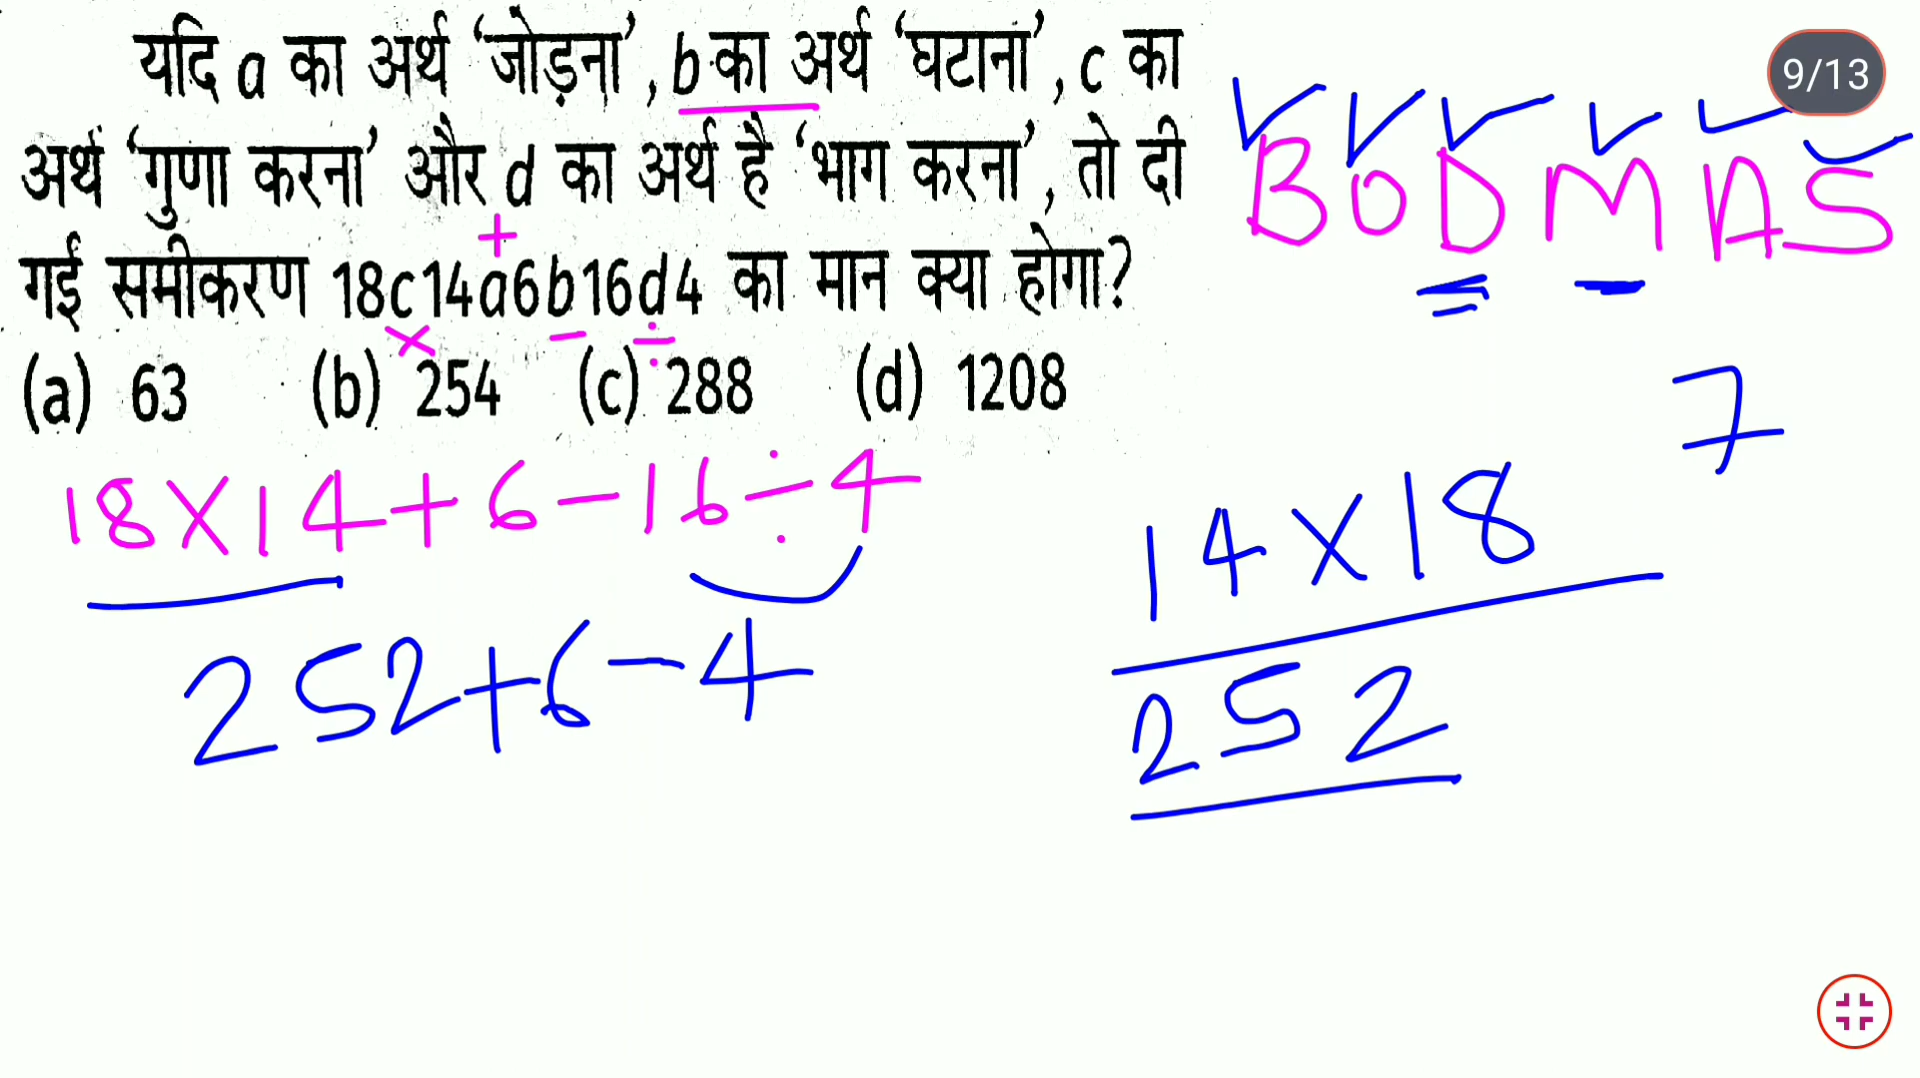 यदि a का अर्थ ‘जोड़ना’, b का अर्थ ‘घटाना’, c का
अर्थ ‘गुणा करना’ और d का अर्थ है ‘भाग करना’, तो दी
गई समीकरण 18c14a6b16d4 का मान क्या होगा?
+
× − ÷
(a) 63 (b) 254 (c) 288 (d) 1208
9/13
BODMAS
7
18×14+6−16÷4
252+6−4
14×18
252